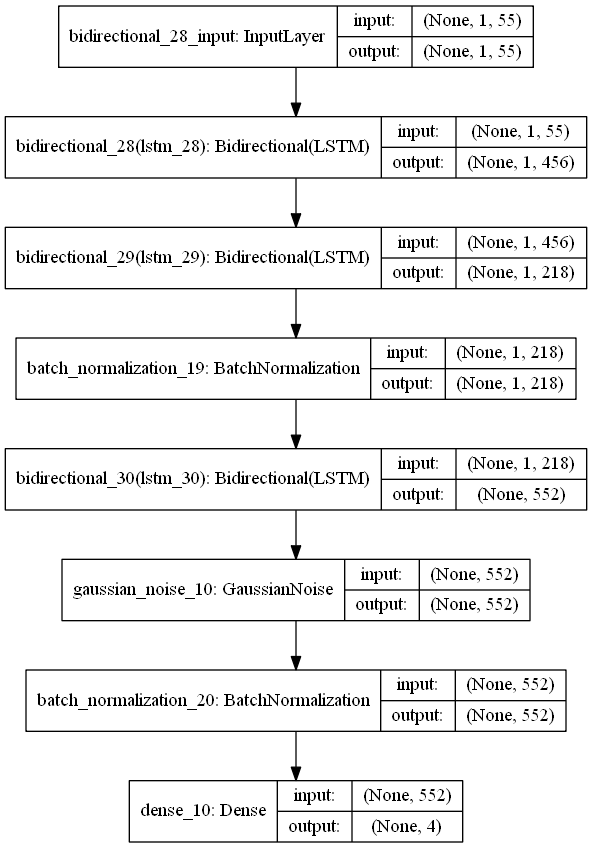 bidirectional_28_input: InputLayer
input: (None, 1, 55)
output: (None, 1, 55)
bidirectional_28(lstm_28): Bidirectional(LSTM)
input: (None, 1, 55)
output: (None, 1, 456)
bidirectional_29(lstm_29): Bidirectional(LSTM)
input: (None, 1, 456)
output: (None, 1, 218)
batch_normalization_19: BatchNormalization
input: (None, 1, 218)
output: (None, 1, 218)
bidirectional_30(lstm_30): Bidirectional(LSTM)
input: (None, 1, 218)
output: (None, 552)
gaussian_noise_10: GaussianNoise
input: (None, 552)
output: (None, 552)
batch_normalization_20: BatchNormalization
input: (None, 552)
output: (None, 552)
dense_10: Dense
input: (None, 552)
output: (None, 4)